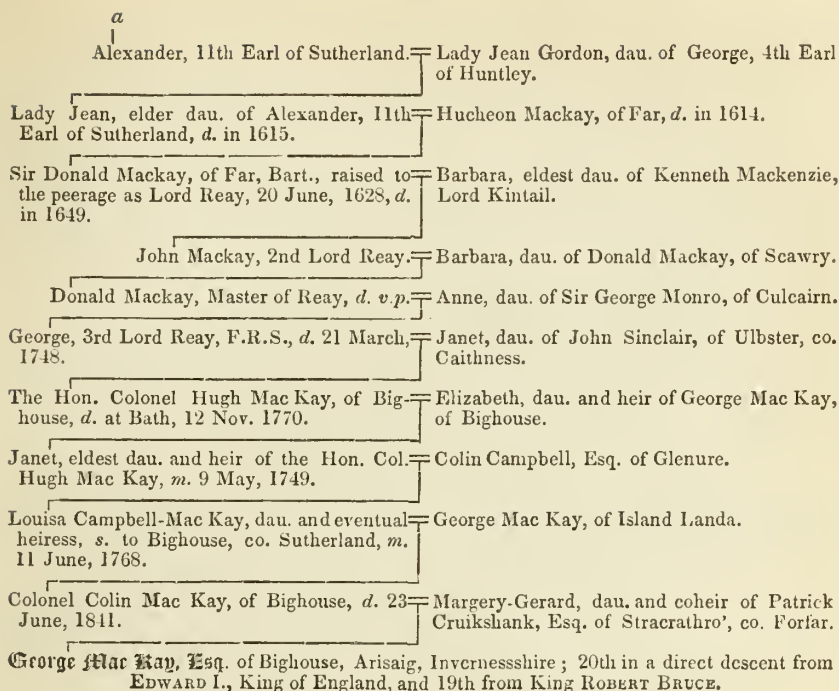 a
Alexander, 11th Earl of Sutherland. Lady Jean Gordon, dau. of George, 4th Earl
of Huntley.
Lady Jean, elder dau. of Alexander, 11th Hucheon Mackay, of Far, d. in 1614.
Earl of Sutherland, d. in 1615.
Sir Donald Mackay, of Far, Bart., raised to Barbara, eldest dau. of Kenneth Mackenzie,
the peerage as Lord Reay, 20 June, 1628, d. Lord Kintail.
in 1649.
John Mackay, 2nd Lord Reay. Barbara, dau. of Donald Mackay, of Scawry.
Donald Mackay, Master of Reay, d. v.p. Anne, dau. of Sir George Monro, of Culcairn.
George, 3rd Lord Reay, F.R.S., d. 21 March, Janet, dau. of John Sinclair, of Ulbster, co.
1748. Caithness.
The Hon. Colonel Hugh Mac Kay, of Big- Elizabeth, dau. and heir of George Mac Kay,
house, d. at Bath, 12 Nov. 1770. of Bighouse.
Janet, eldest dau. and heir of the Hon. Col. Colin Campbell, Esq. of Glenure.
Hugh Mac Kay, m. 9 May, 1749.
Louisa Campbell-Mac Kay, dau. and eventual George Mac Kay, of Island Landa.
heiress, s. to Bighouse, co. Sutherland, m.
11 June, 1768.
Colonel Colin Mac Kay, of Bighouse, d. 23 Margery-Gerard, dau. and coheir of Patrick
June, 1841. Cruikshank, Esq. of Stracrathro', co. Forfar.
George Mac Kay, Esq. of Bighouse, Arisaig, Invernessshire; 20th in a direct descent from
EDWARD I., King of England, and 19th from King ROBERT BRUCE.